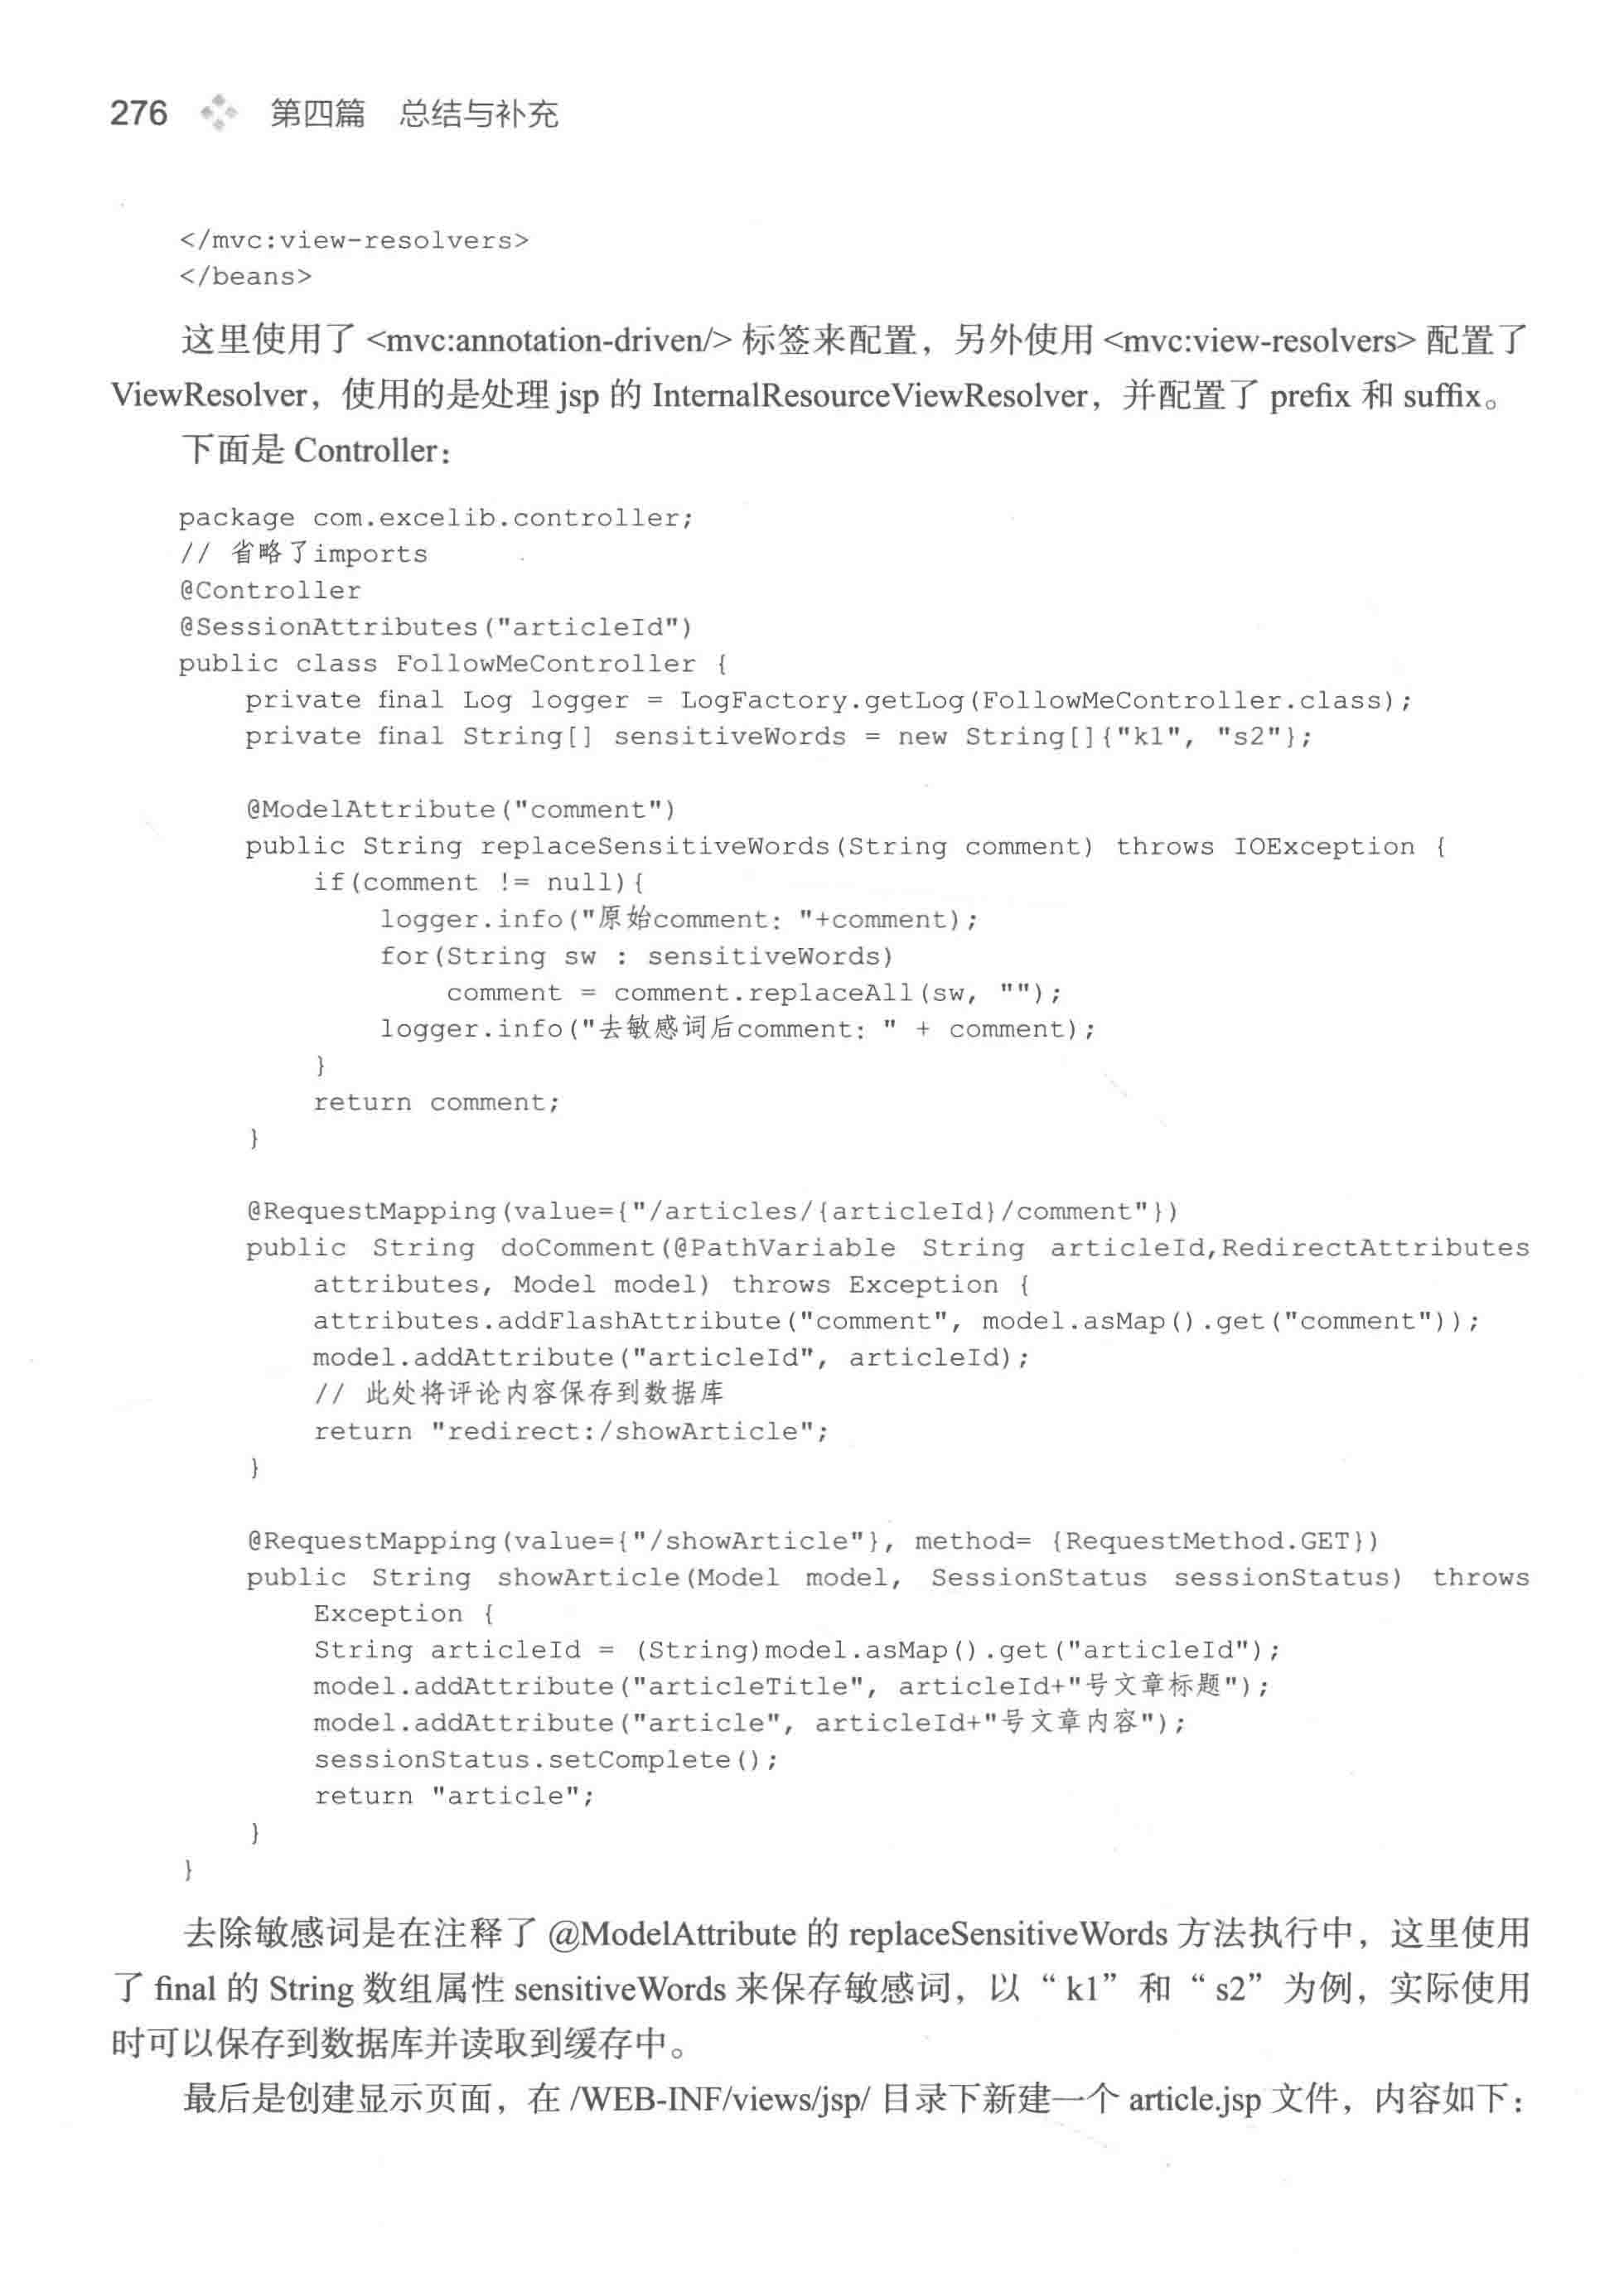 276 第四篇 总结与补充
</mvc:view-resolvers>
</beans>
这里使用了 <mvc:annotation-driven/> 标签来配置，另外使用 <mvc:view-resolvers> 配置了
ViewResolver，使用的是处理 jsp 的 InternalResourceViewResolver，并配置了 prefix 和 suffix。
下面是 Controller：
package com.excelib.controller;
// 省略了imports
@Controller
@SessionAttributes("articleId")
public class FollowMeController {
    private final Log logger = LogFactory.getLog(FollowMeController.class);
    private final String[] sensitiveWords = new String[]{"k1", "s2"};
    @ModelAttribute("comment")
    public String replaceSensitiveWords(String comment) throws IOException {
        if(comment != null){
            logger.info("原始comment: "+comment);
            for(String sw : sensitiveWords)
                comment = comment.replaceAll(sw, "");
            logger.info("去敏感词后comment: " + comment);
        }
        return comment;
    }
    @RequestMapping(value={"/articles/{articleId}/comment"})
    public String doComment(@PathVariable String articleId,RedirectAttributes
        attributes, Model model) throws Exception {
        attributes.addFlashAttribute("comment", model.asMap().get("comment"));
        model.addAttribute("articleId", articleId);
        // 此处将评论内容保存到数据库
        return "redirect:/showArticle";
    }
    @RequestMapping(value={"/showArticle"}, method= {RequestMethod.GET})
    public String showArticle(Model model, SessionStatus sessionStatus) throws
        Exception {
        String articleId = (String)model.asMap().get("articleId");
        model.addAttribute("articleTitle", articleId+"号文章标题");
        model.addAttribute("article", articleId+"号文章内容");
        sessionStatus.setComplete();
        return "article";
    }
}
去除敏感词是在注释了 @ModelAttribute 的 replaceSensitiveWords 方法执行中，这里使用
了 final 的 String 数组属性 sensitiveWords 来保存敏感词，以“k1”和“s2”为例，实际使用
时可以保存到数据库并读取到缓存中。
最后是创建显示页面，在 /WEB-INF/views/jsp/ 目录下新建一个 article.jsp 文件，内容如下：